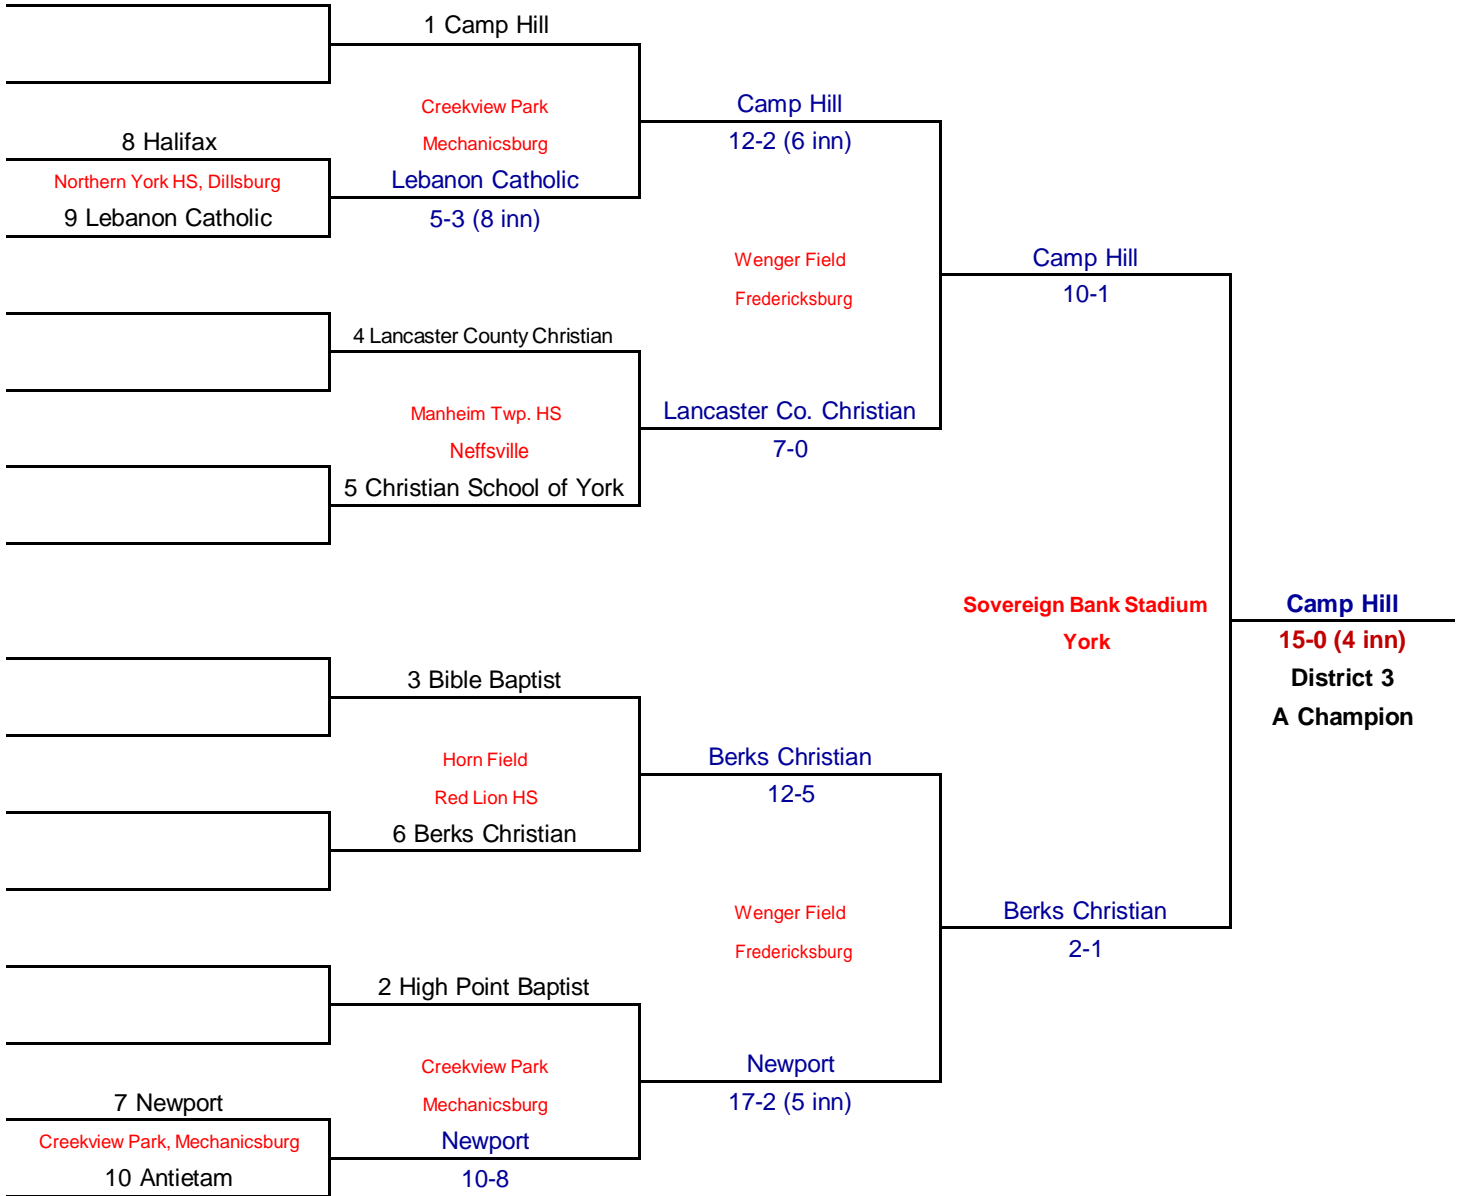 1 Camp Hill
Creekview Park
Mechanicsburg
Camp Hill
12-2 (6 inn)
8 Halifax
Northern York HS, Dillsburg
9 Lebanon Catholic
Lebanon Catholic
5-3 (8 inn)
Wenger Field
Fredericksburg
Camp Hill
10-1
4 Lancaster County Christian
Manheim Twp. HS
Neffsville
5 Christian School of York
Lancaster Co. Christian
7-0
Sovereign Bank Stadium
York
Camp Hill
15-0 (4 inn)
District 3
A Champion
3 Bible Baptist
Horn Field
Red Lion HS
6 Berks Christian
Berks Christian
12-5
Wenger Field
Fredericksburg
Berks Christian
2-1
2 High Point Baptist
Creekview Park
Mechanicsburg
Newport
17-2 (5 inn)
7 Newport
Creekview Park, Mechanicsburg
10 Antietam
Newport
10-8